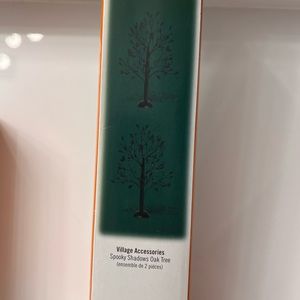 Village Accessories
Spooky Shadows Oak Tree
(ensemble de 2 pièces)